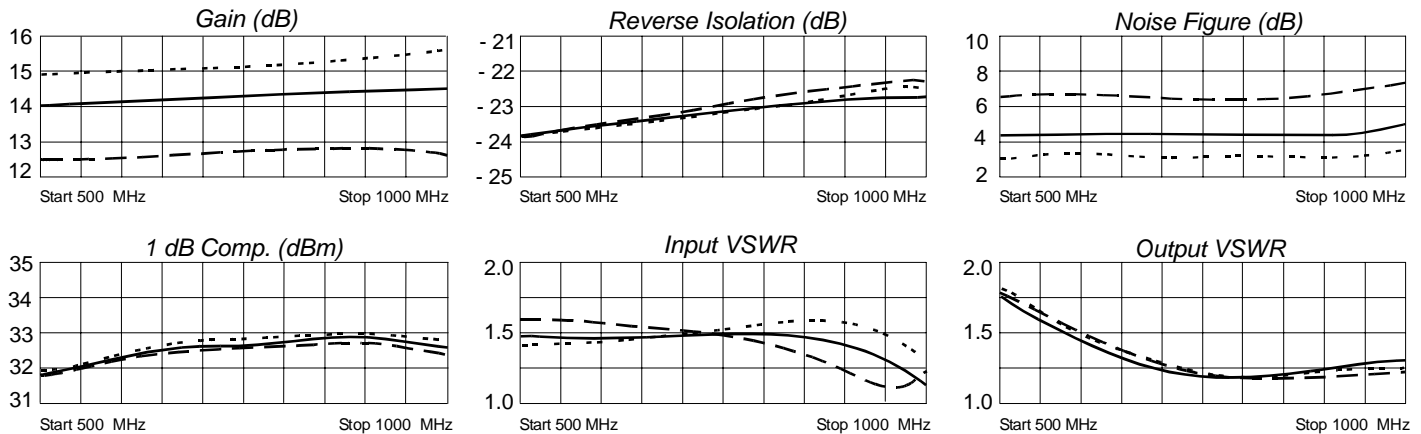 Gain (dB)
16
15
14
13
12
Start 500 MHz
Stop 1000 MHz
Reverse Isolation (dB)
- 21
- 22
- 23
- 24
- 25
Start 500 MHz
Stop 1000 MHz
Noise Figure (dB)
10
8
6
4
2
Start 500 MHz
Stop 1000 MHz
1 dB Comp. (dBm)
35
34
33
32
31
Start 500 MHz
Stop 1000 MHz
Input VSWR
2.0
1.5
1.0
Start 500 MHz
Stop 1000 MHz
Output VSWR
2.0
1.5
1.0
Start 500 MHz
Stop 1000 MHz